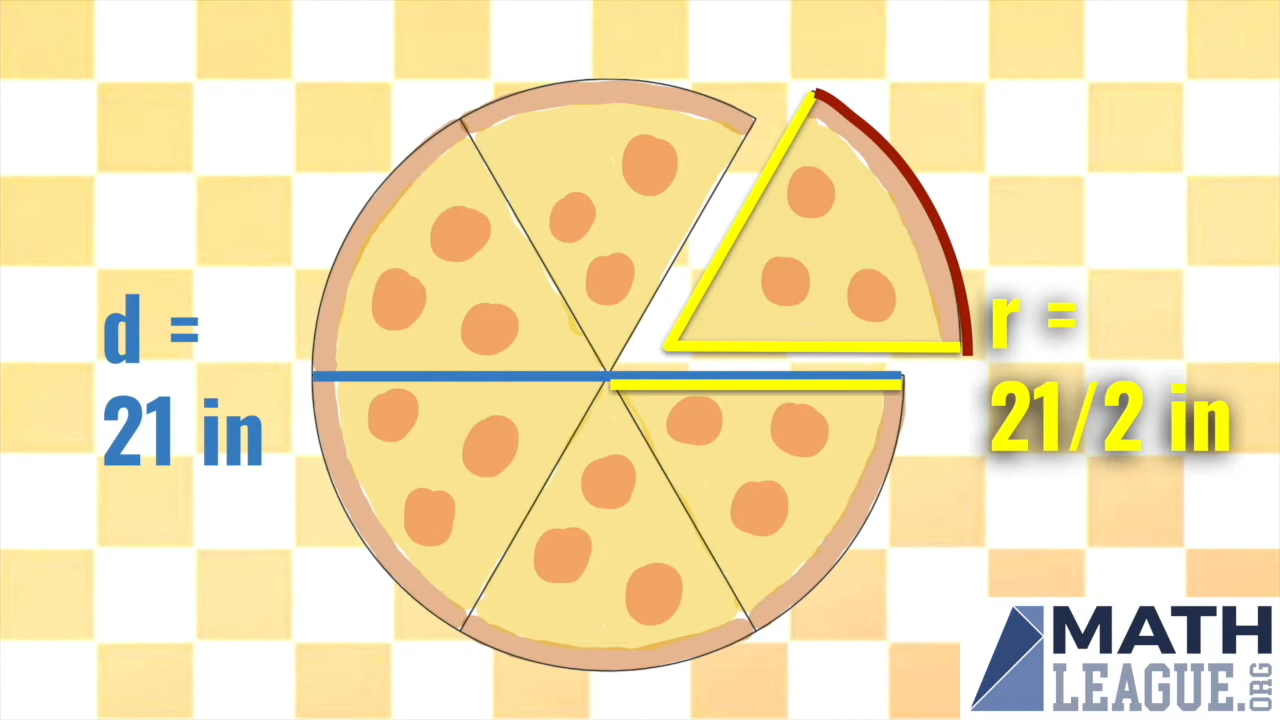 d =
21 in
r =
21/2 in
MATH
LEAGUE.ORG